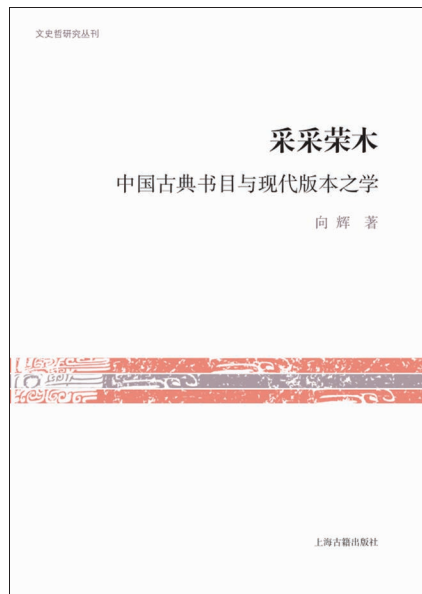 文史哲研究丛刊
采采荣木
中国古典书目与现代版本之学
向辉 著
上海古籍出版社